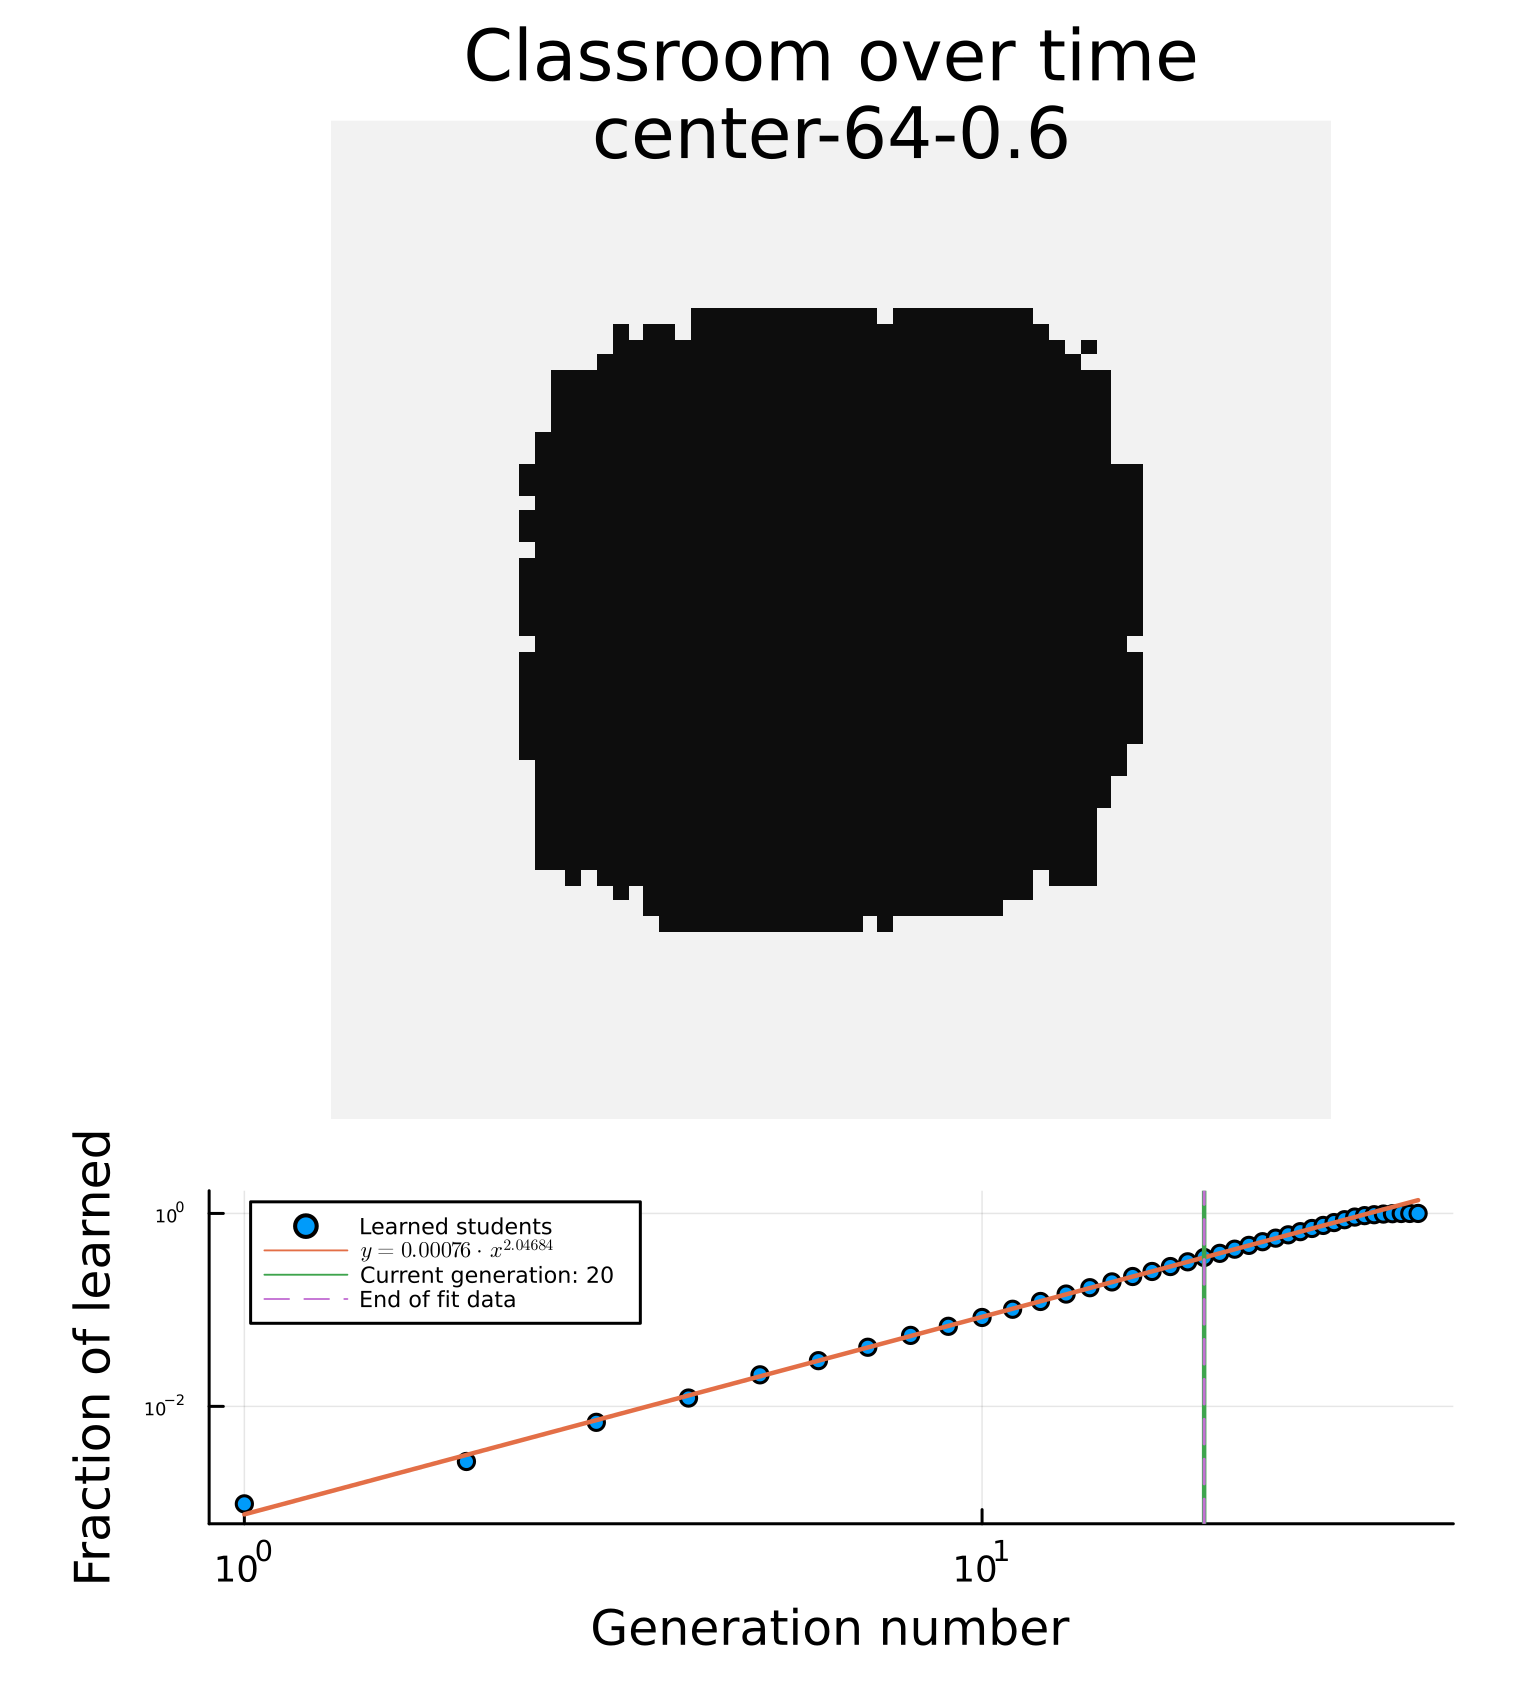 Classroom over time
center-64-0.6
Fraction of learned
10⁰
10⁻²
Learned students
y = 0.00076 · x^2.04684
Current generation: 20
End of fit data
10⁰
10¹
Generation number